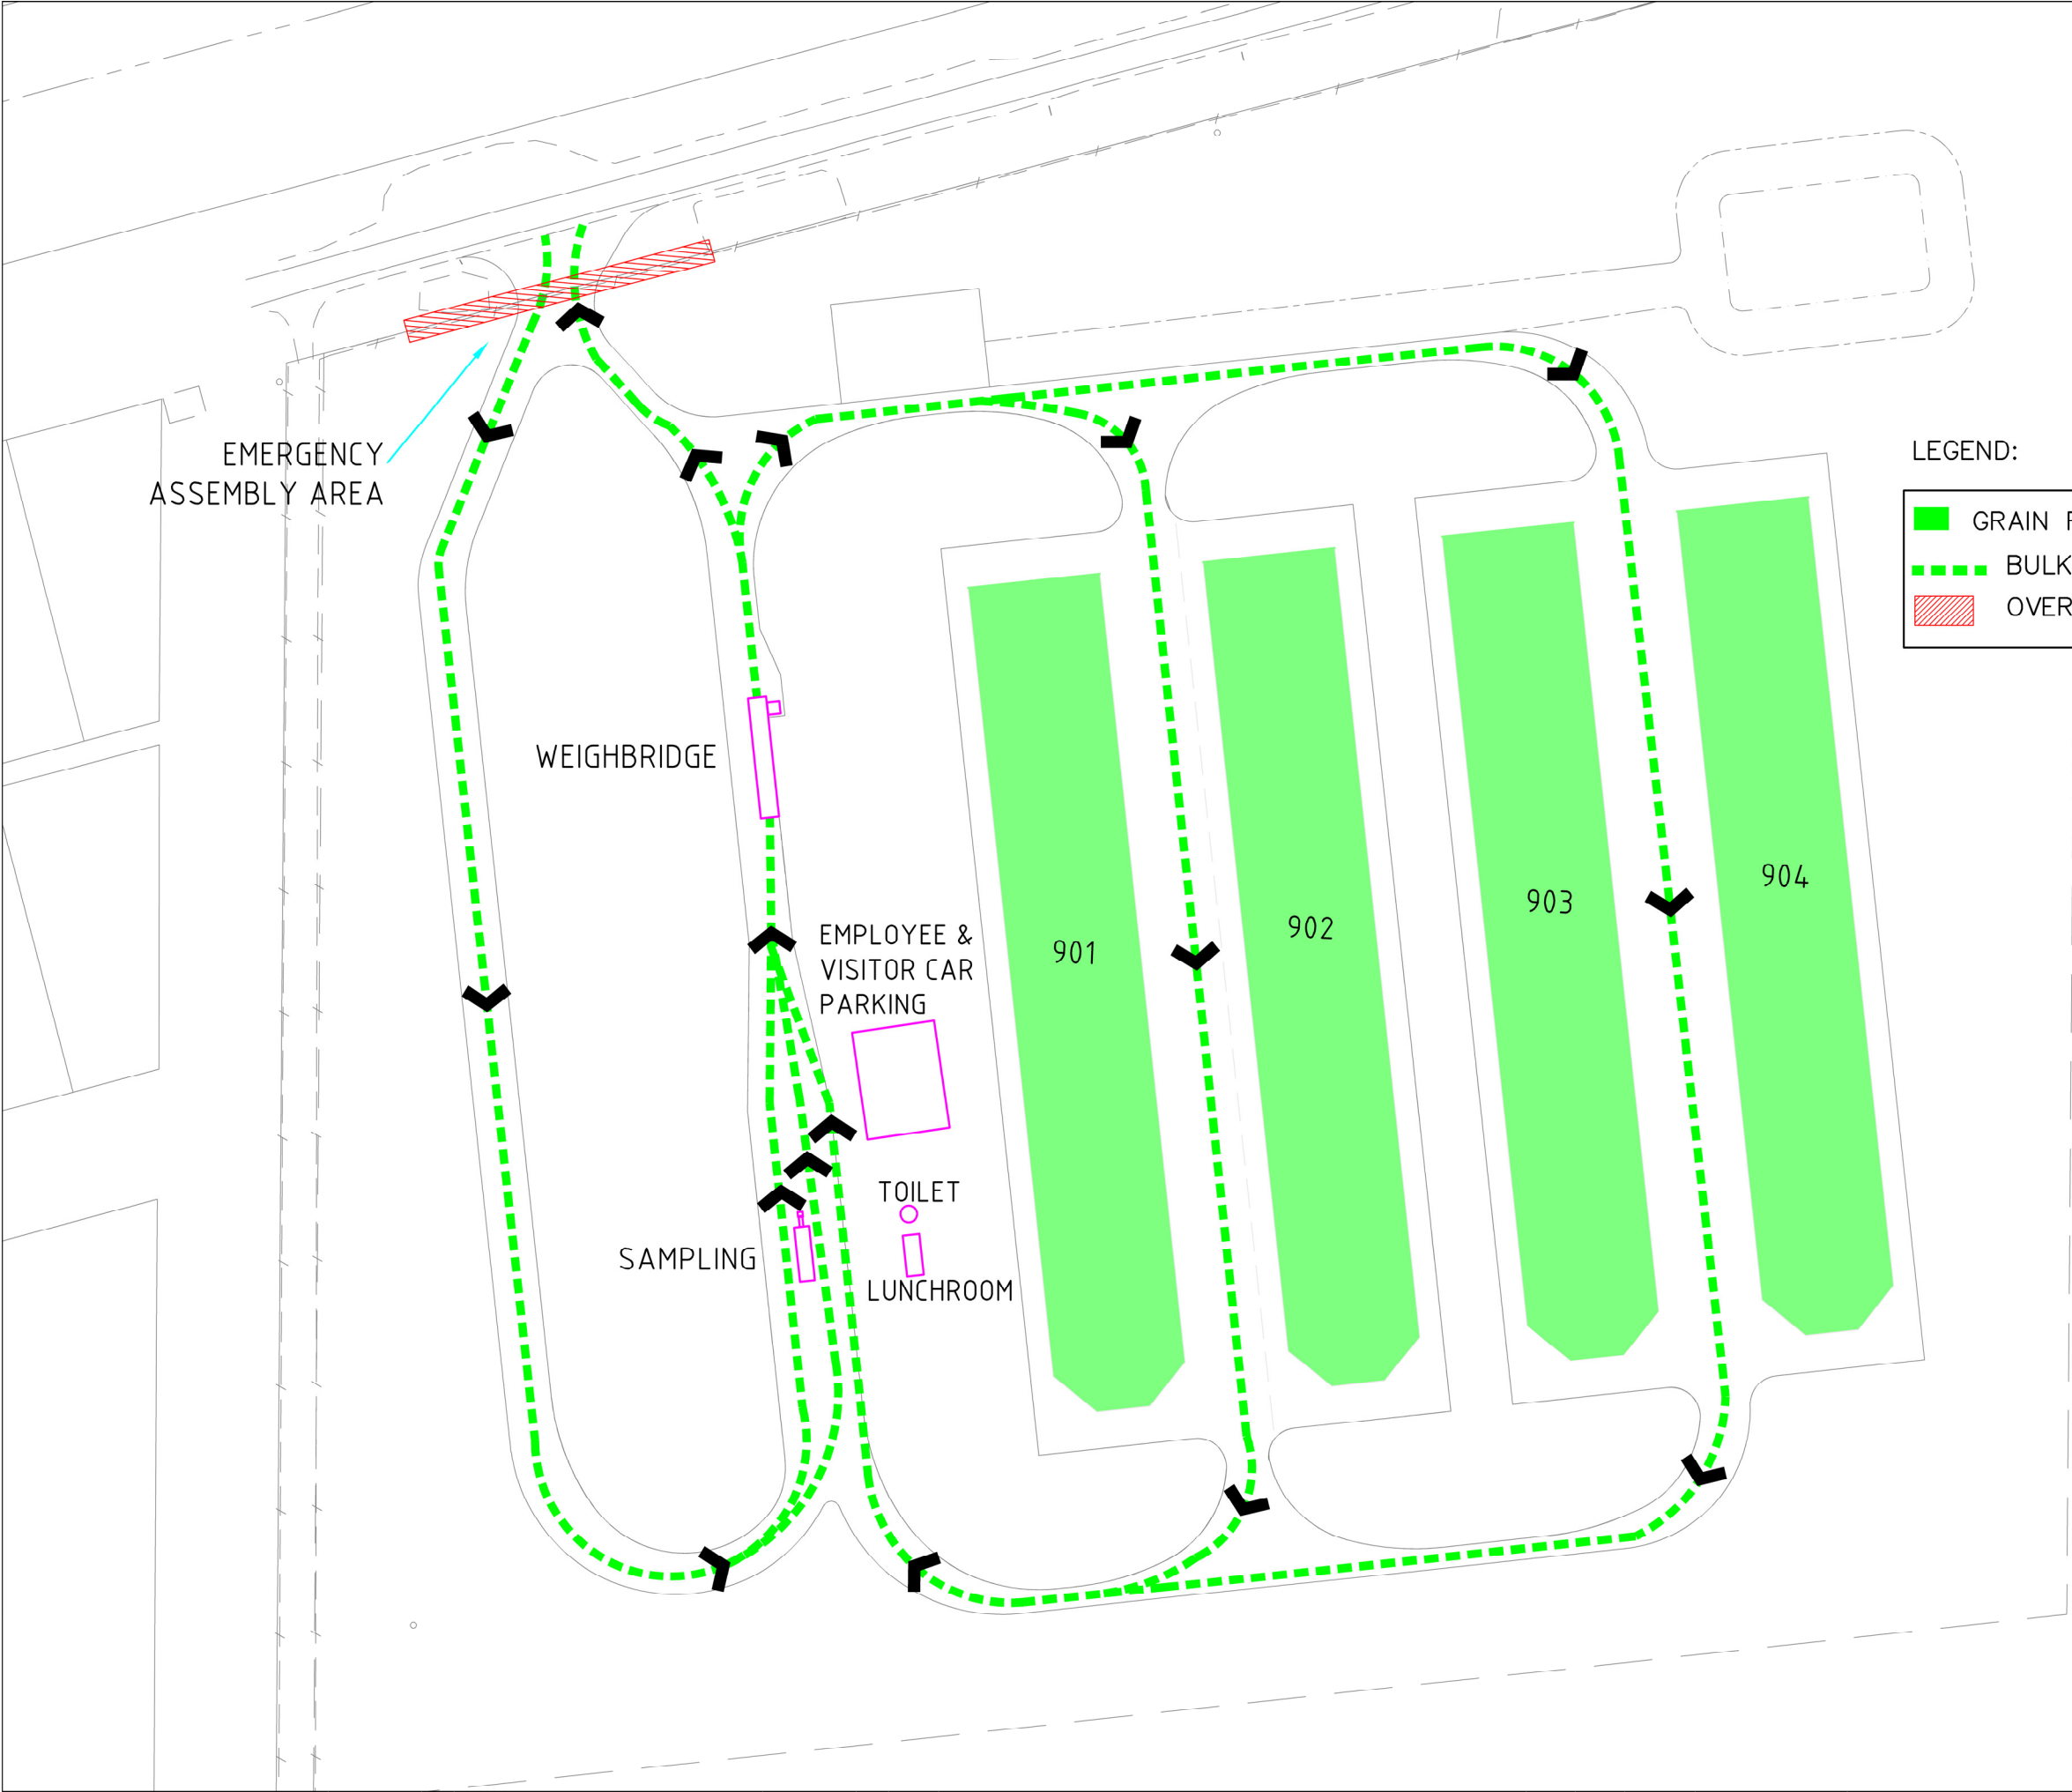 EMERGENCY
ASSEMBLY AREA
LEGEND:
GRAIN
BULK
OVER
WEIGHBRIDGE
EMPLOYEE &
VISITOR CAR
PARKING
901
902
903
904
TOILET
SAMPLING
LUNCHROOM